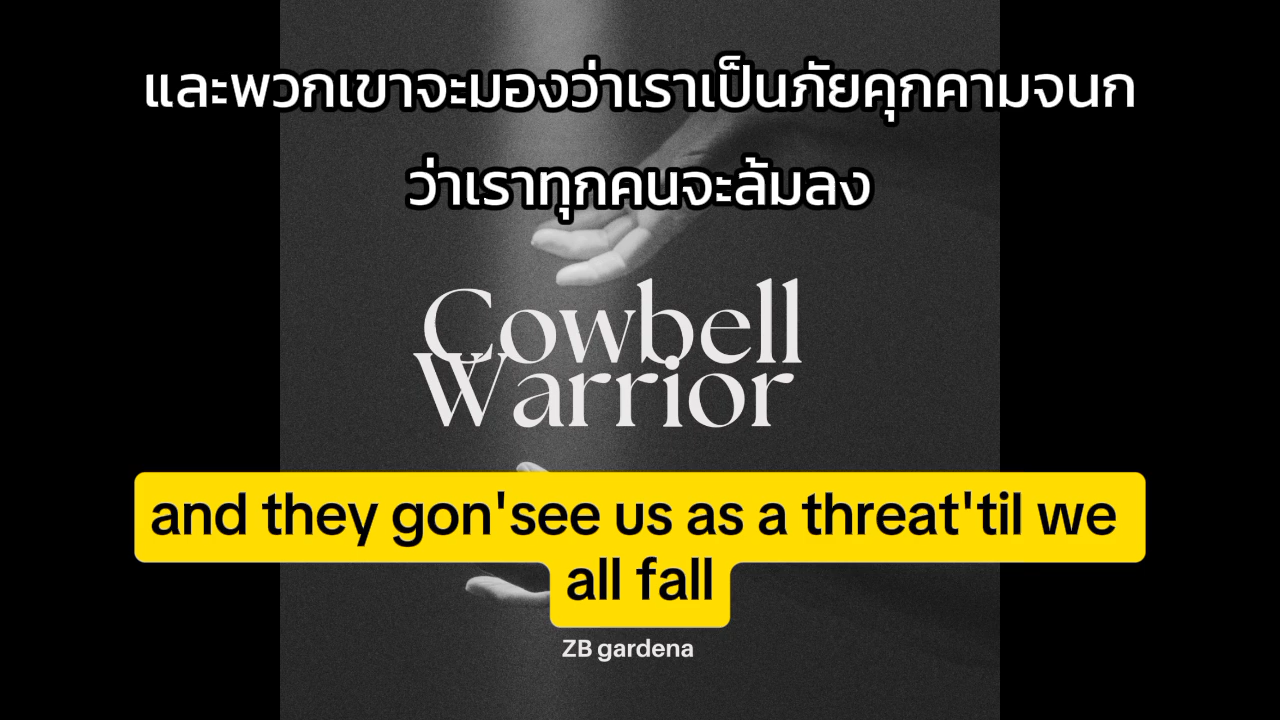 และพวกเขาจะมองว่าเราเป็นภัยคุกคามจนก
ว่าเราทุกคนจะล้มลง
Cowbell
Warrior
and they gon'see us as a threat'til we
all fall
ZB gardena